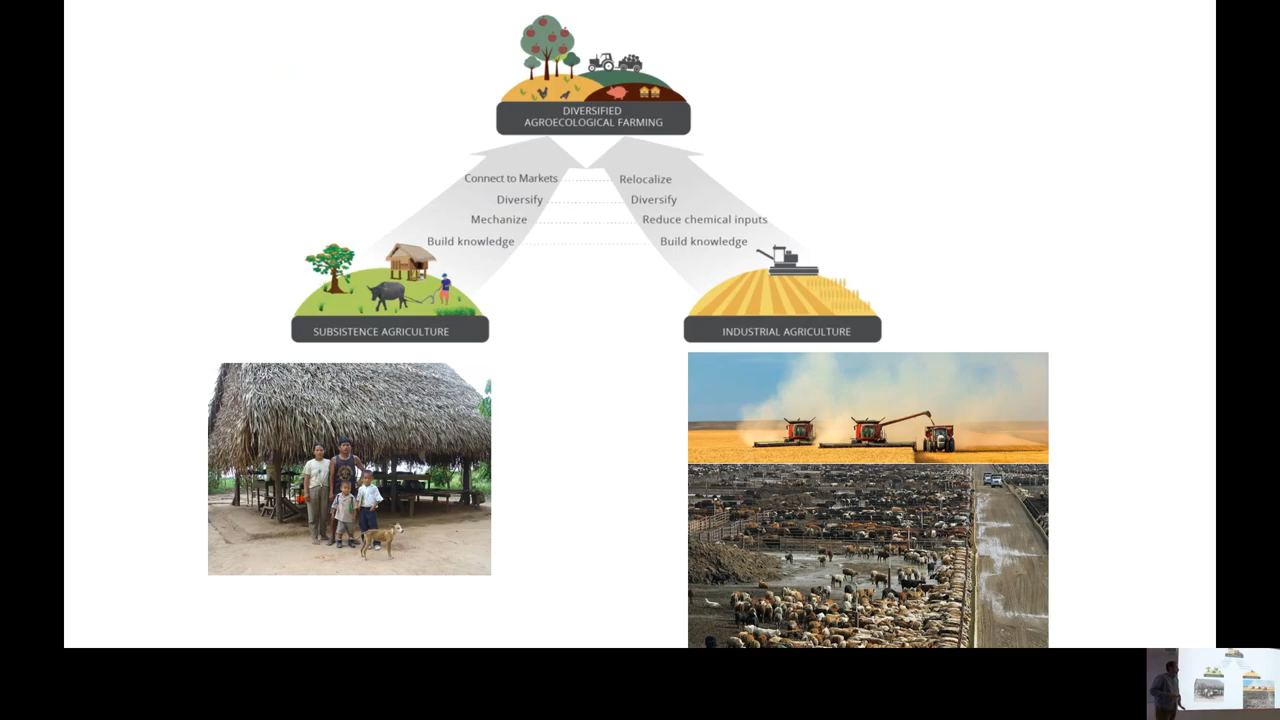 DIVERSIFIED
AGROECOLOGICAL FARMING
Connect to Markets
Relocalize
Diversify
Diversify
Mechanize
Reduce chemical inputs
Build knowledge
Build knowledge
SUBSISTENCE AGRICULTURE
INDUSTRIAL AGRICULTURE